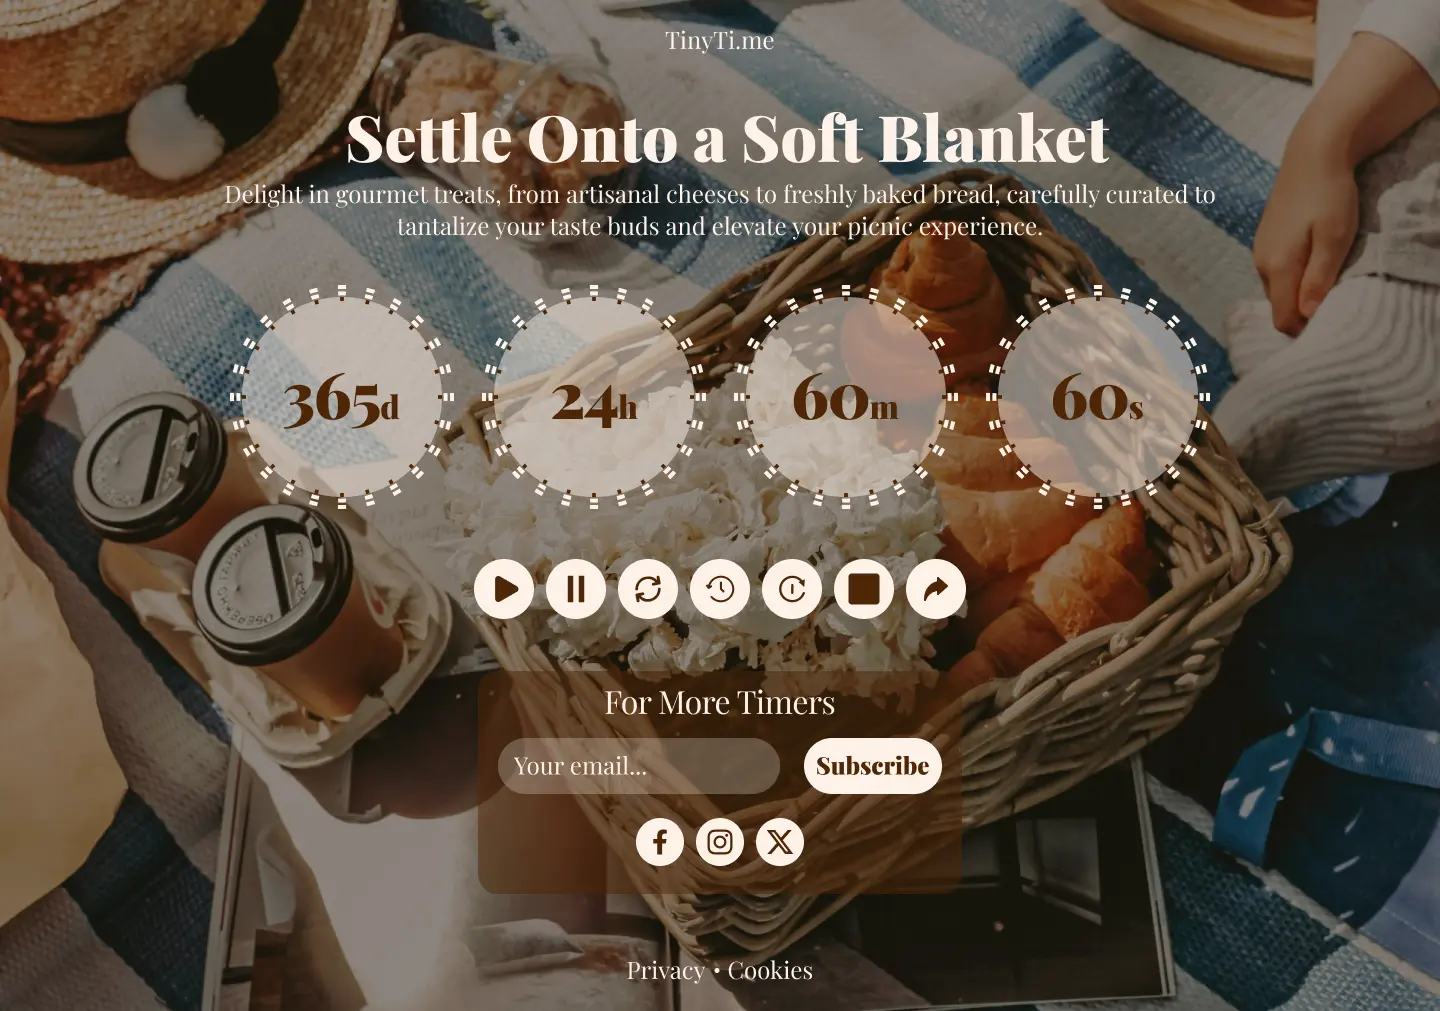 TinyTi.me
Settle Onto a Soft Blanket
Delight in gourmet treats, from artisanal cheeses to freshly baked bread, carefully curated to
tantalize your taste buds and elevate your picnic experience.
365d 24h 60m 60s
For More Timers
Your email... Subscribe
Privacy • Cookies